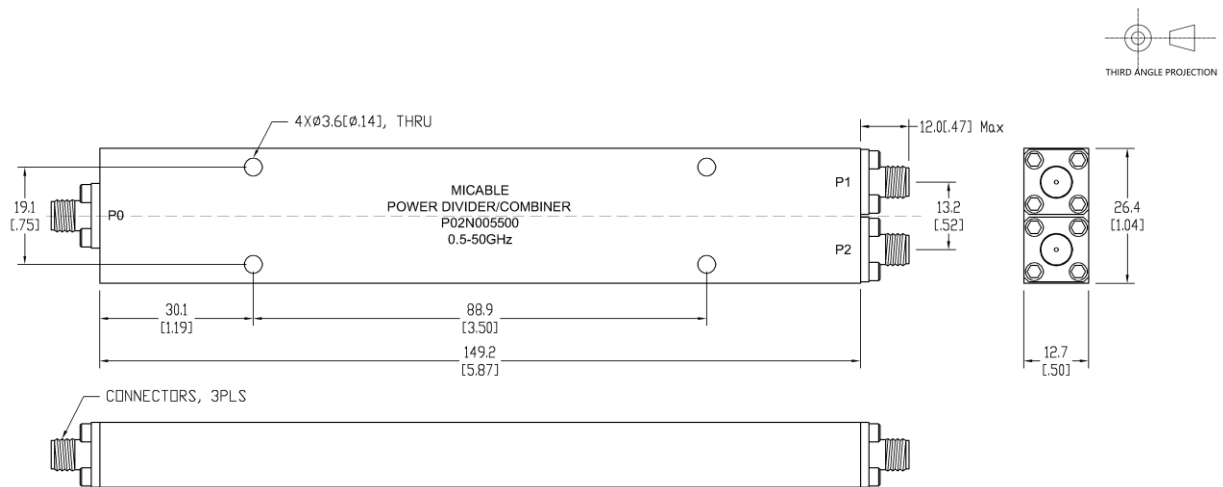 THIRD ANGLE PROJECTION
4XØ3.6[Ø.14], THRU
12.0[.47] Max
19.1
[.75]
P0
MICABLE
POWER DIVIDER/COMBINER
P02N005500
0.5-50GHz
P1
P2
13.2
[.52]
26.4
[1.04]
30.1
[1.19]
88.9
[3.50]
149.2
[5.87]
12.7
[.50]
CONNECTORS, 3PLS